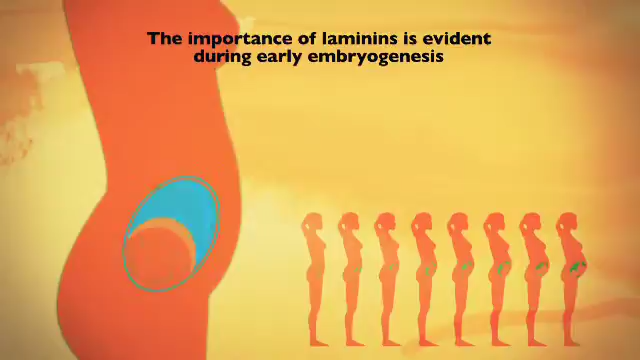 The importance of laminins is evident
during early embryogenesis